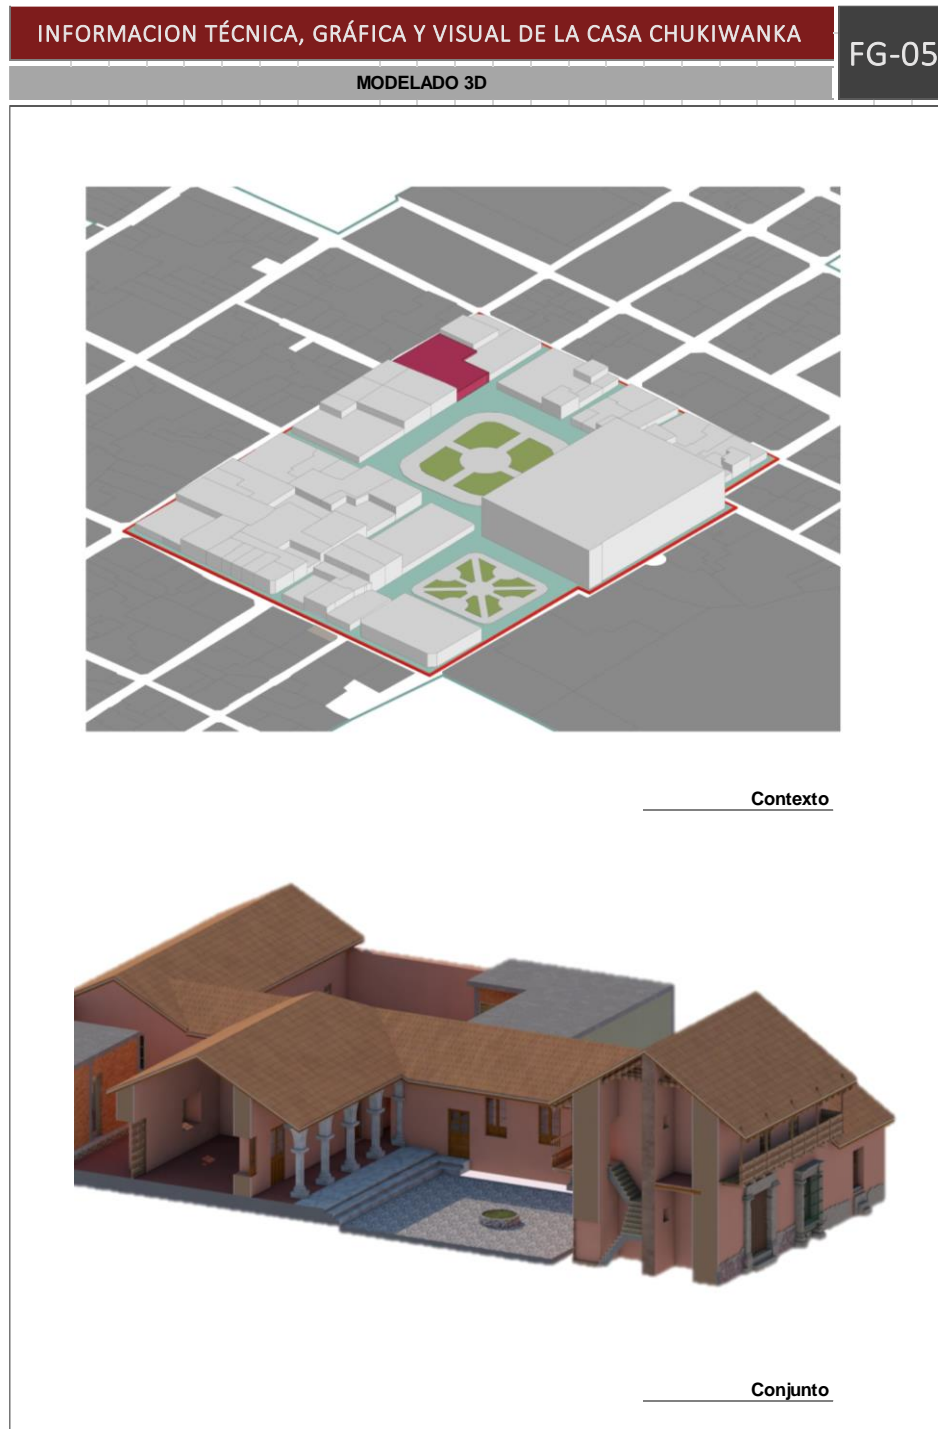 INFORMACION TÉCNICA, GRÁFICA Y VISUAL DE LA CASA CHUKIWANKA
FG-05
MODELADO 3D
Contexto
Conjunto